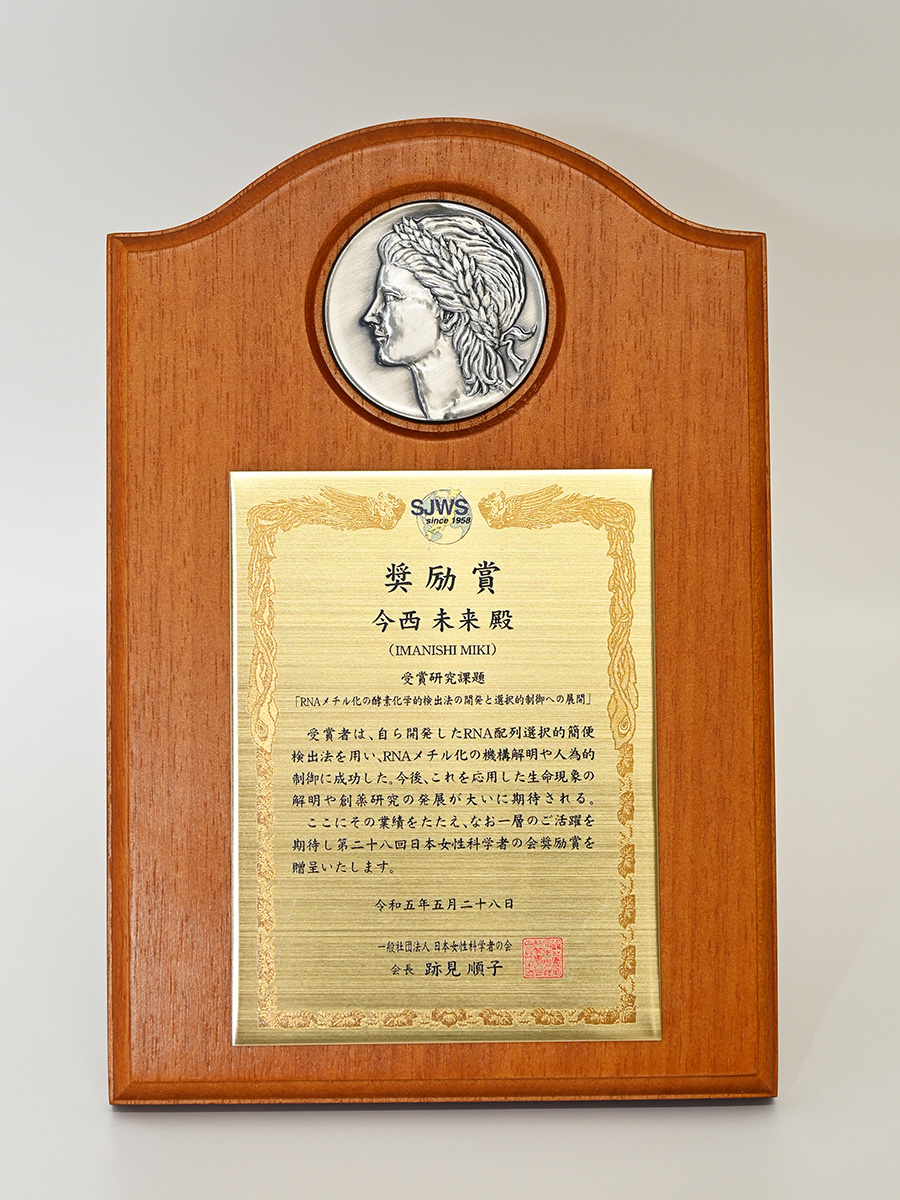 SJWS
since 1958
奨励賞
今西 未来 殿
(IMANISHI MIKI)
受賞研究課題
「RNAメチル化の酵素化学的検出法の開発と選択的制御への展開」
受賞者は、自ら開発したRNA配列選択的簡便
検出法を用い、RNAメチル化の機構解明や人為的
制御に成功した。今後、これを応用した生命現象の
解明や創薬研究の発展が大いに期待される。
ここにその業績をたたえ、なお一層のご活躍を
期待し第二十八回日本女性科学者の会奨励賞を
贈呈いたします。
令和五年五月二十八日
一般社団法人 日本女性科学者の会
会長 跡見 順子